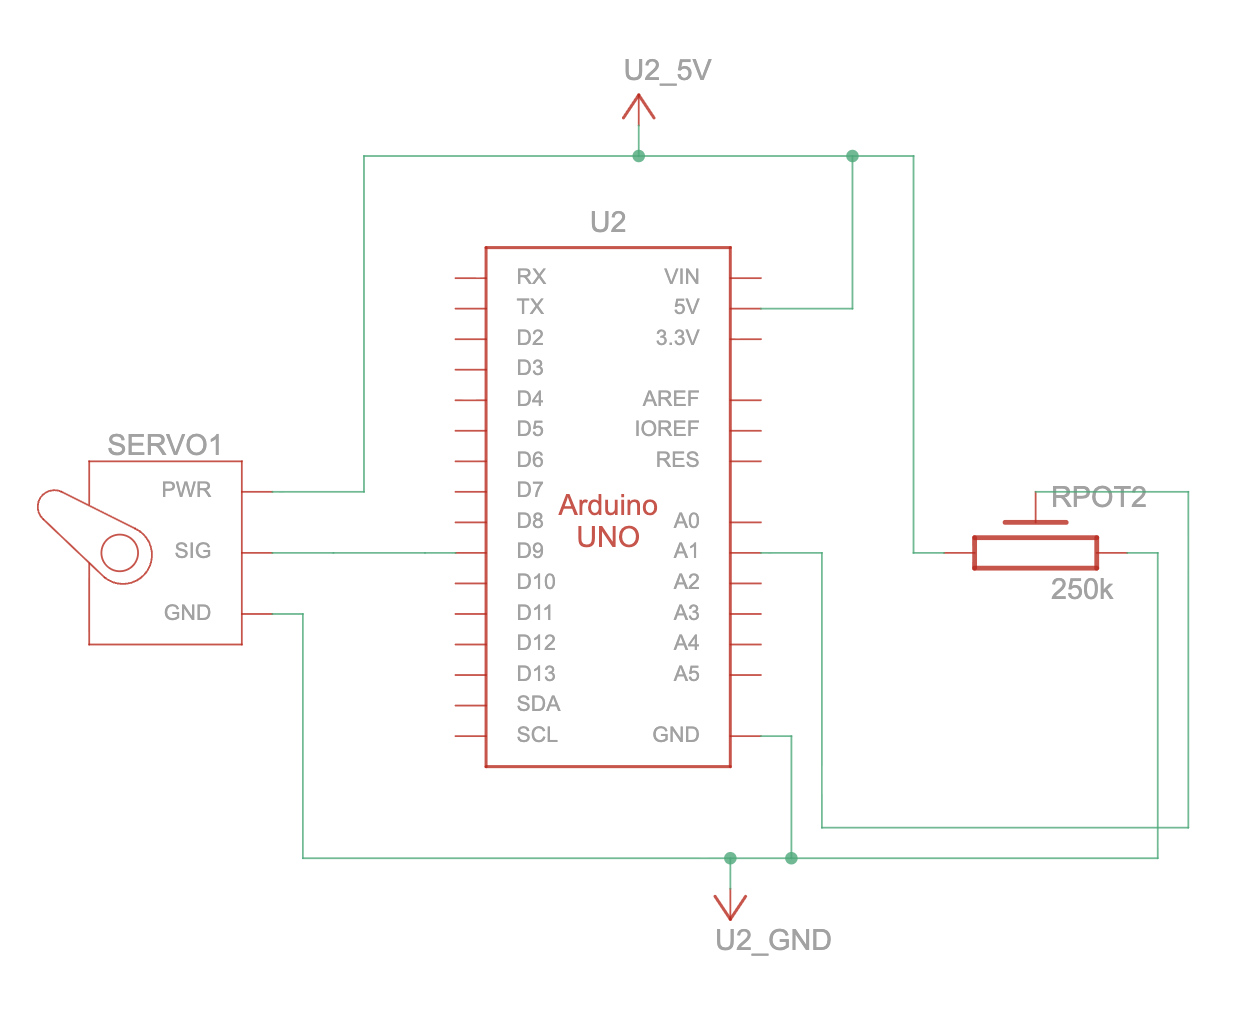 U2_5V
U2
RX
VIN
TX
5V
D2
3.3V
D3
D4
AREF
D5
IOREF
D6
RES
D7
D8
A0
D9
A1
D10
A2
D11
A3
D12
A4
D13
A5
SDA
SCL
GND
Arduino
UNO
SERVO1
PWR
SIG
GND
RPOT2
250k
U2_GND